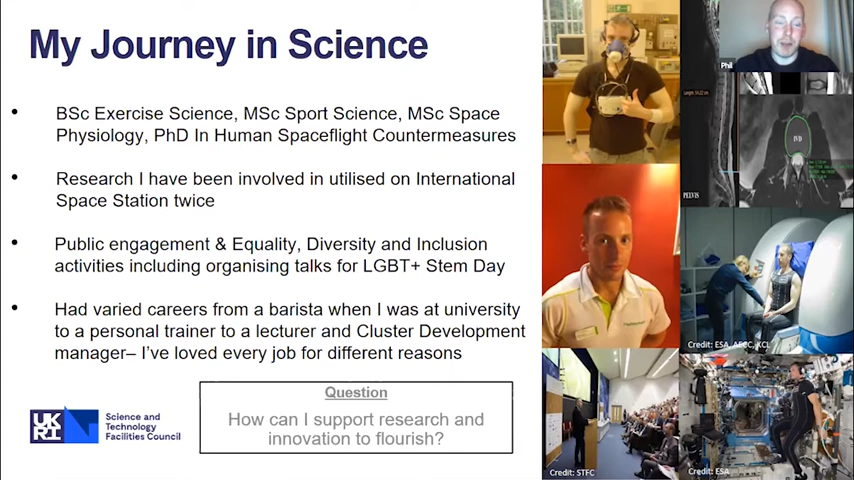 My Journey in Science
• BSc Exercise Science, MSc Sport Science, MSc Space
Physiology, PhD In Human Spaceflight Countermeasures
• Research I have been involved in utilised on International
Space Station twice
• Public engagement & Equality, Diversity and Inclusion
activities including organising talks for LGBT+ Stem Day
• Had varied careers from a barista when I was at university
to a personal trainer to a lecturer and Cluster Development
manager– I've loved every job for different reasons
Question
How can I support research and
innovation to flourish?
UKRI
Science and
Technology
Facilities Council
Phil
IVD
PELVIS
Credit: ESA, AECC, KCL
Credit: STFC
Credit: ESA